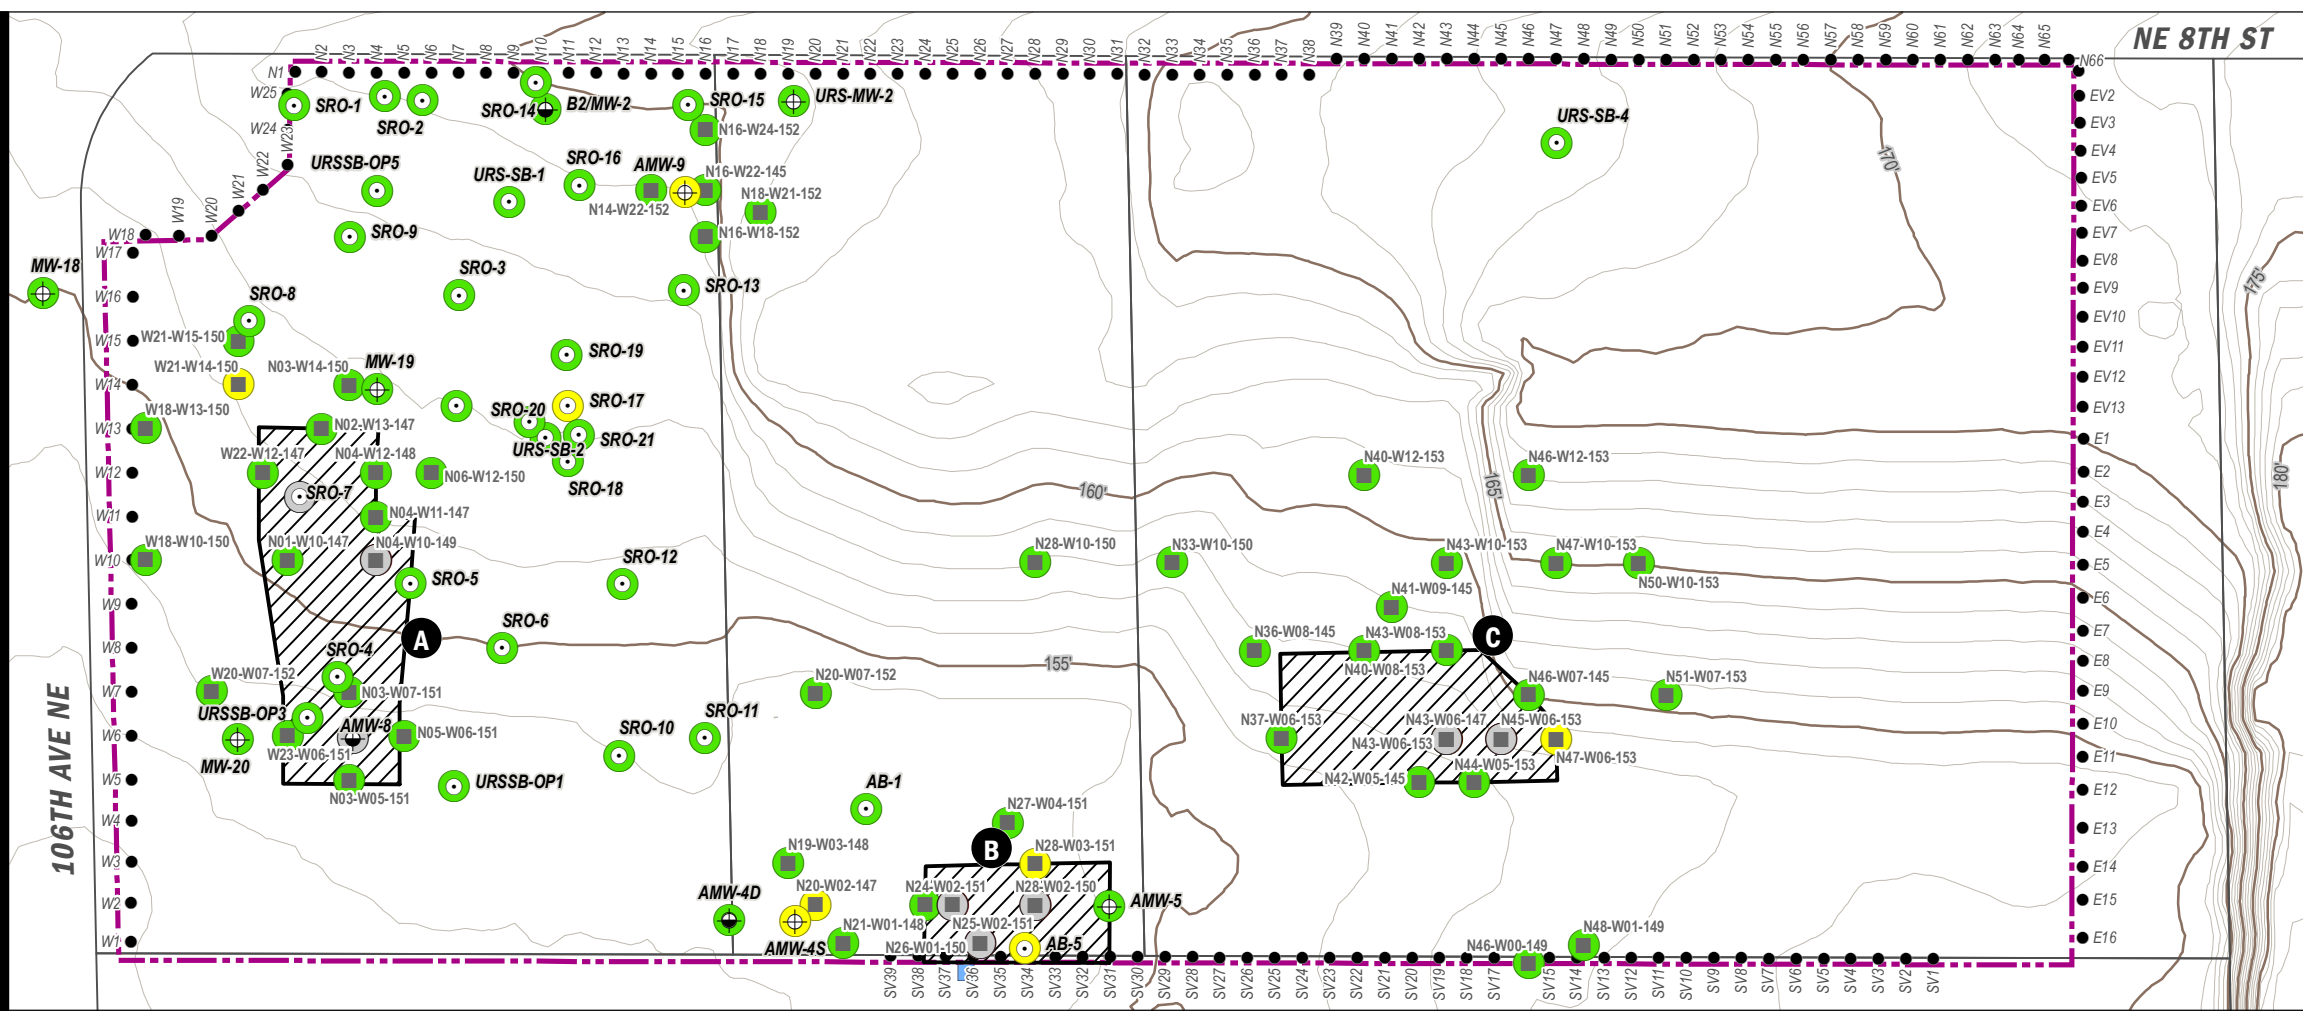 NE 8TH ST
106TH AVE NE
N1
N2
N3
N4
N5
N6
N7
N8
N9
N10
N11
N12
N13
N14
N15
N16
N17
N18
N19
N20
N21
N22
N23
N24
N25
N26
N27
N28
N29
N30
N31
N32
N33
N34
N35
N36
N37
N38
N39
N40
N41
N42
N43
N44
N45
N46
N47
N48
N49
N50
N51
N52
N53
N54
N55
N56
N57
N58
N59
N60
N61
N62
N63
N64
N65
N66
W25
W24
W23
W22
W21
W20
W19
W18
W17
W16
W15
W14
W13
W12
W11
W10
W9
W8
W7
W6
W5
W4
W3
W2
W1
EV2
EV3
EV4
EV5
EV6
EV7
EV8
EV9
EV10
EV11
EV12
EV13
E1
E2
E3
E4
E5
E6
E7
E8
E9
E10
E11
E12
E13
E14
E15
E16
SRO-1
SRO-2
SRO-14
B2/MW-2
SRO-15
URS-MW-2
URS-SB-4
N16-W24-152
URSSB-OP5
URS-SB-1
SRO-16
AMW-9
N16-W22-145
N14-W22-152
N18-W21-152
N16-W18-152
SRO-9
MW-18
SRO-3
SRO-13
SRO-8
W21-W15-150
W21-W14-150
N03-W14-150
MW-19
SRO-19
SRO-17
SRO-20
SRO-21
URS-SB-2
SRO-18
W18-W13-150
N02-W13-147
W22-W12-147
N04-W12-148
N06-W12-150
SRO-7
N04-W11-147
W18-W10-150
N01-W10-147
N04-W10-149
SRO-5
SRO-12
SRO-6
A
SRO-4
W20-W07-152
N03-W07-151
URSSB-OP3
AMW-8
W23-W06-151
N05-W06-151
MW-20
N03-W05-151
URSSB-OP1
SRO-10
SRO-11
N20-W07-152
AB-1
N27-W04-151
B
N19-W03-148
N28-W03-151
AMW-4D
N20-W02-147
N24-W02-151
N28-W02-150
AMW-5
N21-W01-148
N25-W02-151
AMW-4S
N26-W01-150
AB-5
N28-W10-150
N33-W10-150
N40-W12-153
N46-W12-153
N43-W10-153
N47-W10-153
N50-W10-153
N41-W09-145
N36-W08-145
N43-W08-153
N40-W08-153
C
N46-W07-145
N51-W07-153
N37-W06-153
N43-W06-147
N45-W06-153
N43-W06-153
N47-W06-153
N42-W05-145
N44-W05-153
N46-W00-149
N48-W01-149
155'
160'
165'
170'
175'
180'
SV39
SV38
SV37
SV36
SV35
SV34
SV33
SV32
SV31
SV30
SV29
SV28
SV27
SV26
SV25
SV24
SV23
SV22
SV21
SV20
SV19
SV18
SV17
SV15
SV14
SV13
SV12
SV11
SV10
SV9
SV8
SV7
SV6
SV5
SV4
SV3
SV2
SV1